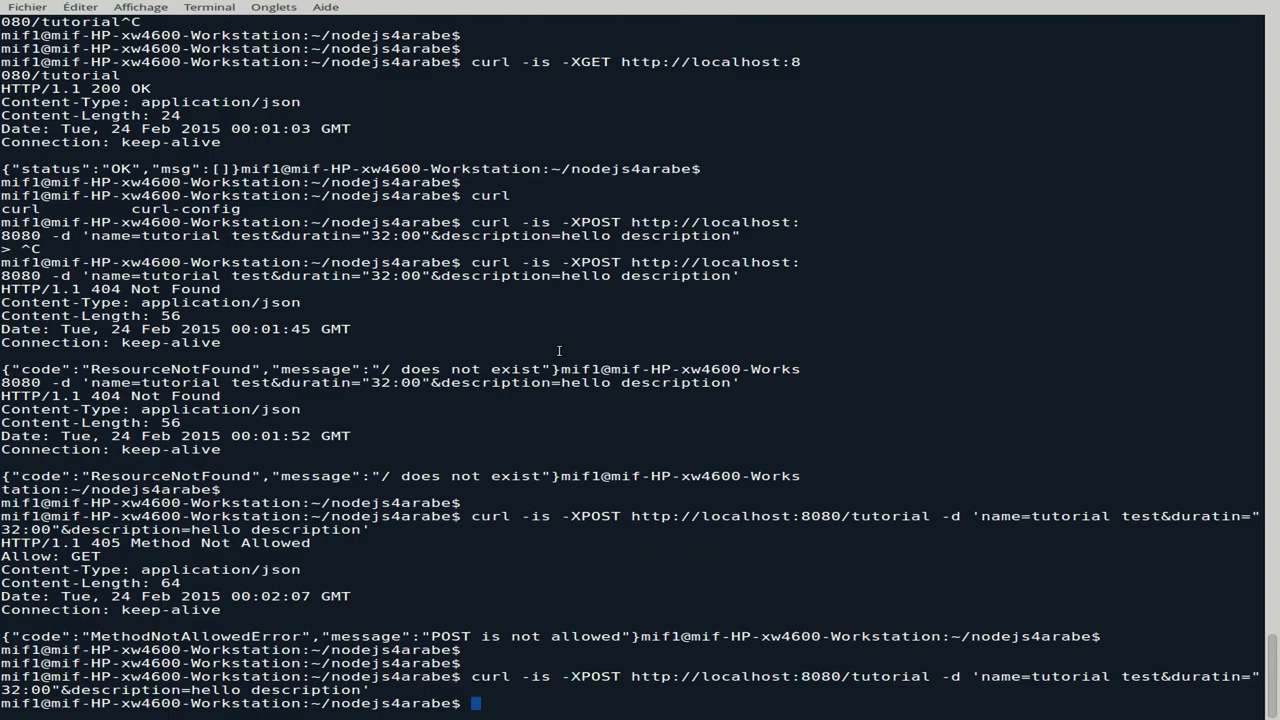 Fichier Éditer Affichage Terminal Onglets Aide
080/tutorial^C
mif1@mif-HP-xw4600-Workstation:~/nodejs4arabe$
mif1@mif-HP-xw4600-Workstation:~/nodejs4arabe$
mif1@mif-HP-xw4600-Workstation:~/nodejs4arabe$ curl -is -XGET http://localhost:8
080/tutorial
HTTP/1.1 200 OK
Content-Type: application/json
Content-Length: 24
Date: Tue, 24 Feb 2015 00:01:03 GMT
Connection: keep-alive

{"status":"OK","msg":[]}mif1@mif-HP-xw4600-Workstation:~/nodejs4arabe$
mif1@mif-HP-xw4600-Workstation:~/nodejs4arabe$
mif1@mif-HP-xw4600-Workstation:~/nodejs4arabe$ curl
curl         curl-config
mif1@mif-HP-xw4600-Workstation:~/nodejs4arabe$ curl -is -XPOST http://localhost:
8080 -d 'name=tutorial test&duratin="32:00"&description=hello description"
> ^C
mif1@mif-HP-xw4600-Workstation:~/nodejs4arabe$ curl -is -XPOST http://localhost:
8080 -d 'name=tutorial test&duratin="32:00"&description=hello description'
HTTP/1.1 404 Not Found
Content-Type: application/json
Content-Length: 56
Date: Tue, 24 Feb 2015 00:01:45 GMT
Connection: keep-alive

{"code":"ResourceNotFound","message":"/ does not exist"}mif1@mif-HP-xw4600-Works
8080 -d 'name=tutorial test&duratin="32:00"&description=hello description'
HTTP/1.1 404 Not Found
Content-Type: application/json
Content-Length: 56
Date: Tue, 24 Feb 2015 00:01:52 GMT
Connection: keep-alive

{"code":"ResourceNotFound","message":"/ does not exist"}mif1@mif-HP-xw4600-Works
tation:~/nodejs4arabe$
mif1@mif-HP-xw4600-Workstation:~/nodejs4arabe$
mif1@mif-HP-xw4600-Workstation:~/nodejs4arabe$ curl -is -XPOST http://localhost:8080/tutorial -d 'name=tutorial test&duratin="
32:00"&description=hello description'
HTTP/1.1 405 Method Not Allowed
Allow: GET
Content-Type: application/json
Content-Length: 64
Date: Tue, 24 Feb 2015 00:02:07 GMT
Connection: keep-alive

{"code":"MethodNotAllowedError","message":"POST is not allowed"}mif1@mif-HP-xw4600-Workstation:~/nodejs4arabe$
mif1@mif-HP-xw4600-Workstation:~/nodejs4arabe$
mif1@mif-HP-xw4600-Workstation:~/nodejs4arabe$
mif1@mif-HP-xw4600-Workstation:~/nodejs4arabe$ curl -is -XPOST http://localhost:8080/tutorial -d 'name=tutorial test&duratin="
32:00"&description=hello description'
mif1@mif-HP-xw4600-Workstation:~/nodejs4arabe$